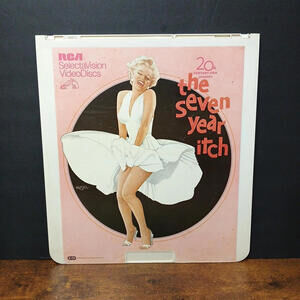 RCA
SelectaVision
VideoDiscs
20th
CENTURY-FOX
presents
the
seven
year
itch